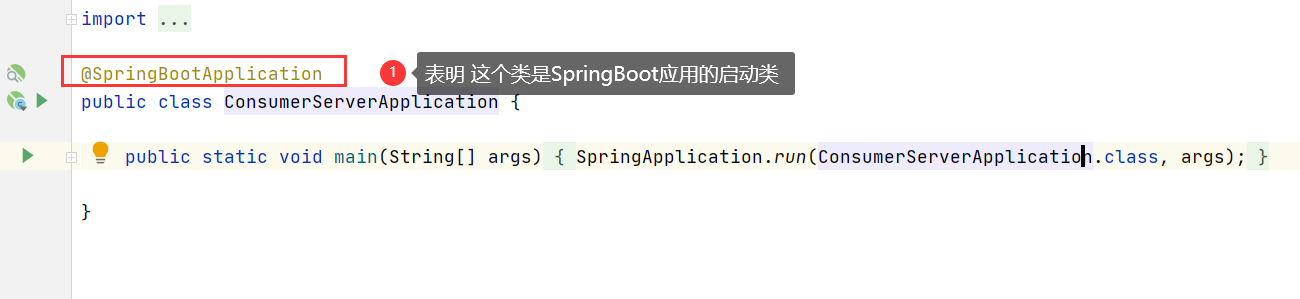 import ...
@SpringBootApplication
1 表明 这个类是SpringBoot应用的启动类
public class ConsumerServerApplication {
public static void main(String[] args) { SpringApplication.run(ConsumerServerApplication.class, args); }
}